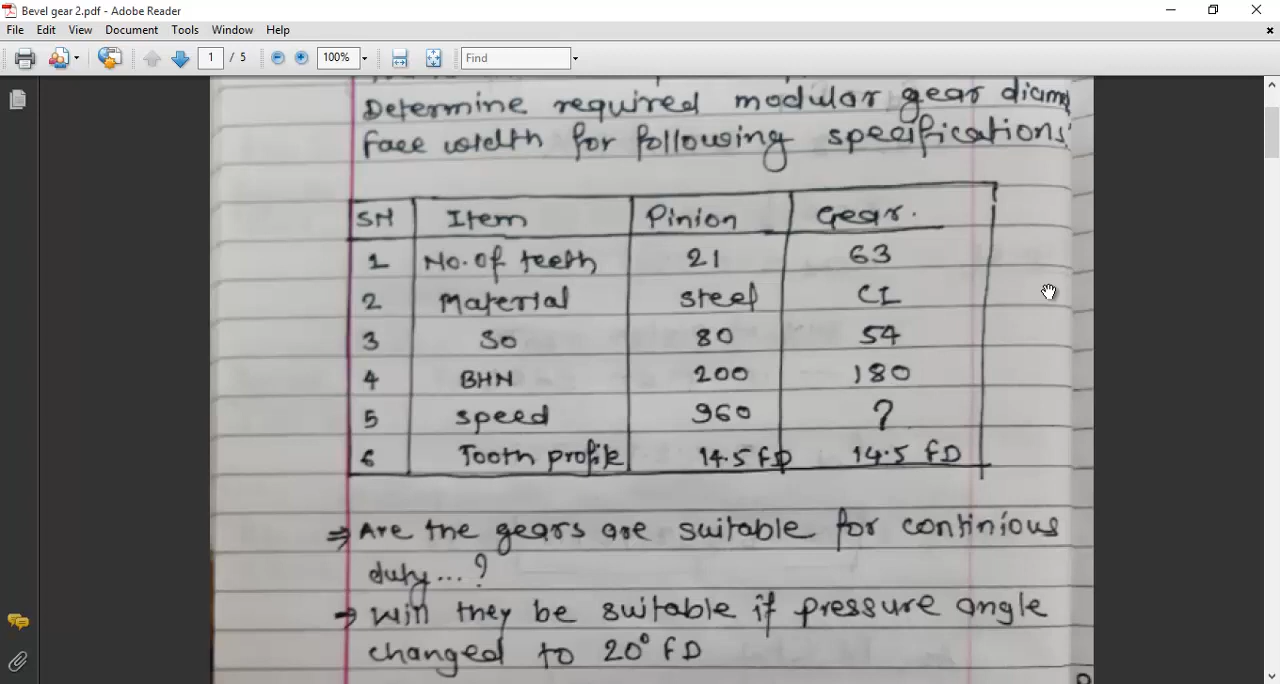 Bevel gear 2.pdf - Adobe Reader
File Edit View Document Tools Window Help
1 / 5 100% Find
Determine required modular gear diam
face width for following specifications
SN Item Pinion Gear.
1 No. of teeth 21 63
2 Material steel CI
3 So 80 54
4 BHN 200 180
5 speed 960 ?
6 Tooth profile 14.5 FD 14.5 FD
⇒ Are the gears are suitable for continious
duty...?
→ Will they be suitable if pressure angle
changed to 20° FD